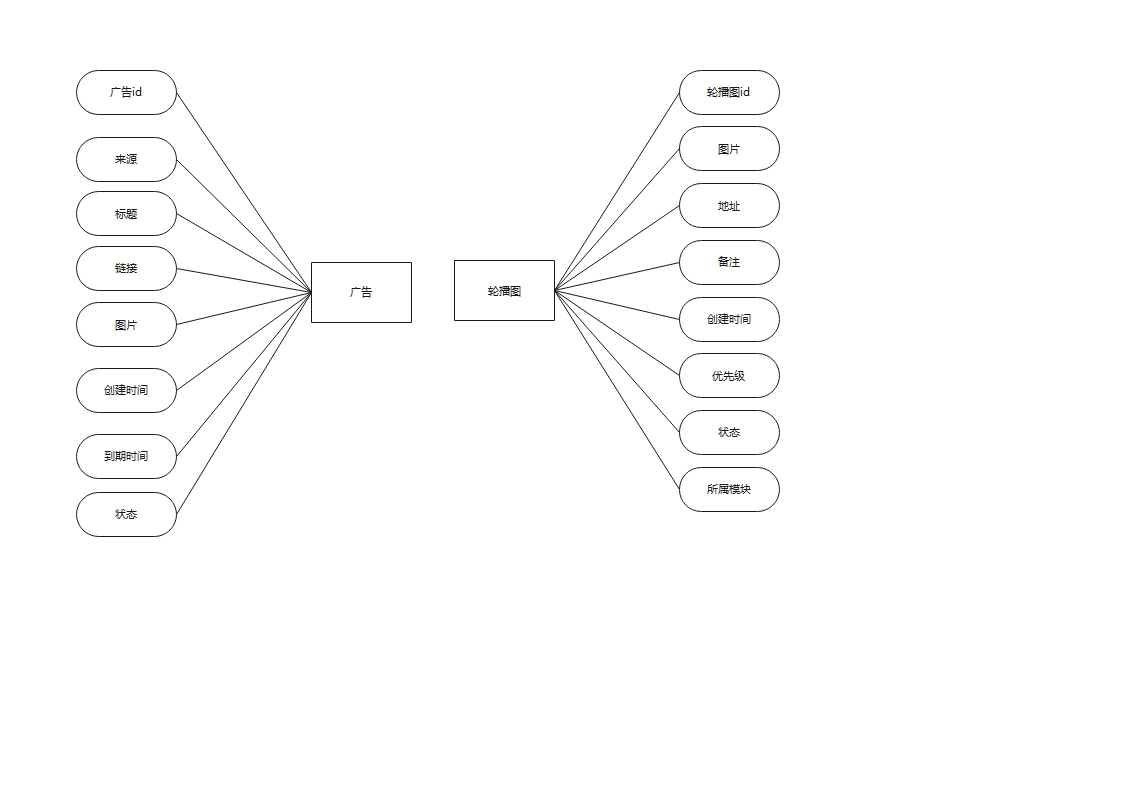 广告id
来源
标题
链接
图片
创建时间
到期时间
状态
广告
轮播图
轮播图id
图片
地址
备注
创建时间
优先级
状态
所属模块